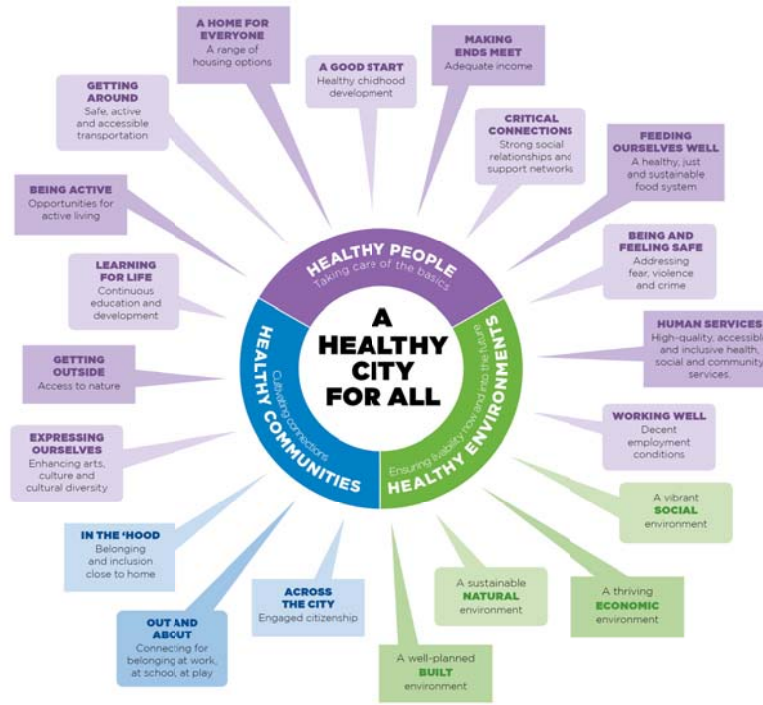 A HOME FOR
EVERYONE
A range of
housing options
A GOOD START
Healthy chidhood
development
MAKING
ENDS MEET
Adequate income
GETTING
AROUND
Safe, active
and accessible
transportation
CRITICAL
CONNECTIONS
Strong social
relationships and
support networks
FEEDING
OURSELVES WELL
A healthy, just
and sustainable
food system
BEING ACTIVE
Opportunities for
active living
BEING AND
FEELING SAFE
Addressing
fear, violence
and crime
LEARNING
FOR LIFE
Continuous
education and
development
HUMAN SERVICES
High-quality, accessible
and inclusive health,
social and community
services.
GETTING
OUTSIDE
Access to nature
WORKING WELL
Decent
employment
conditions
EXPRESSING
OURSELVES
Enhancing arts,
culture and
cultural diversity
HEALTHY PEOPLE
Taking care of the basics
A
HEALTHY
CITY
FOR ALL
HEALTHY COMMUNITIES
Cultivating connections
HEALTHY ENVIRONMENTS
Ensuring livability now and into the future
A vibrant
SOCIAL
environment
IN THE 'HOOD
Belonging
and inclusion
close to home
A sustainable
NATURAL
environment
A thriving
ECONOMIC
environment
ACROSS
THE CITY
Engaged citizenship
OUT AND
ABOUT
Connecting for
belonging at work,
at school, at play
A well-planned
BUILT
environment